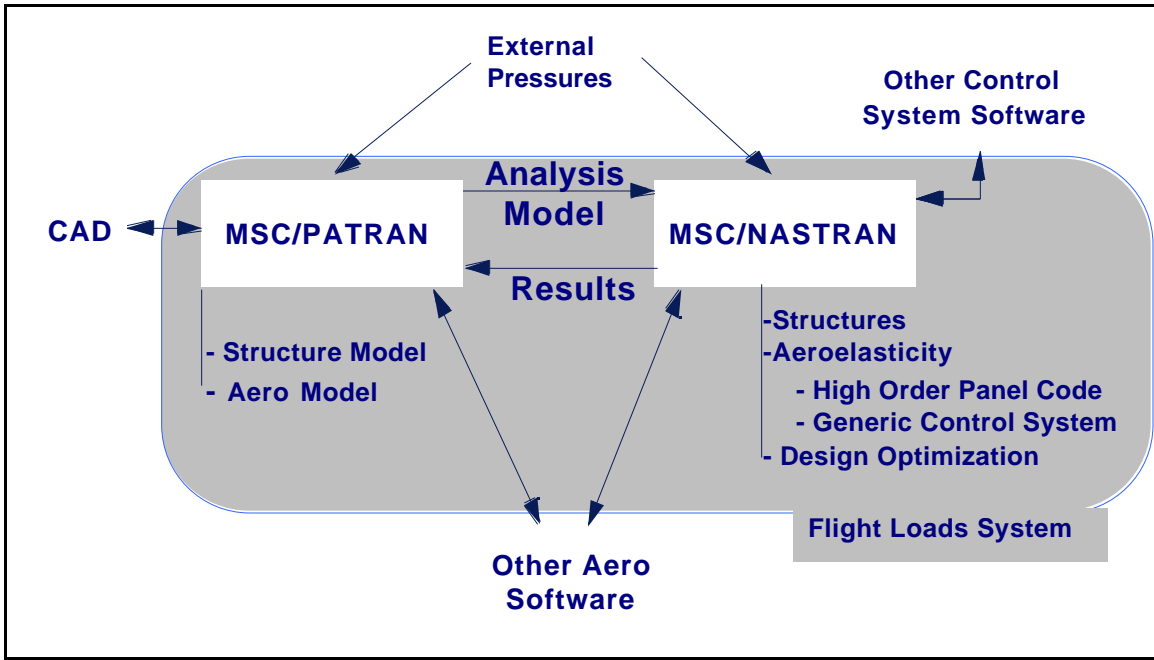 External
Pressures
Other Control
System Software
Analysis
Model
CAD
MSC/PATRAN
MSC/NASTRAN
Results
- Structure Model
- Aero Model
-Structures
-Aeroelasticity
- High Order Panel Code
- Generic Control System
- Design Optimization
Flight Loads System
Other Aero
Software